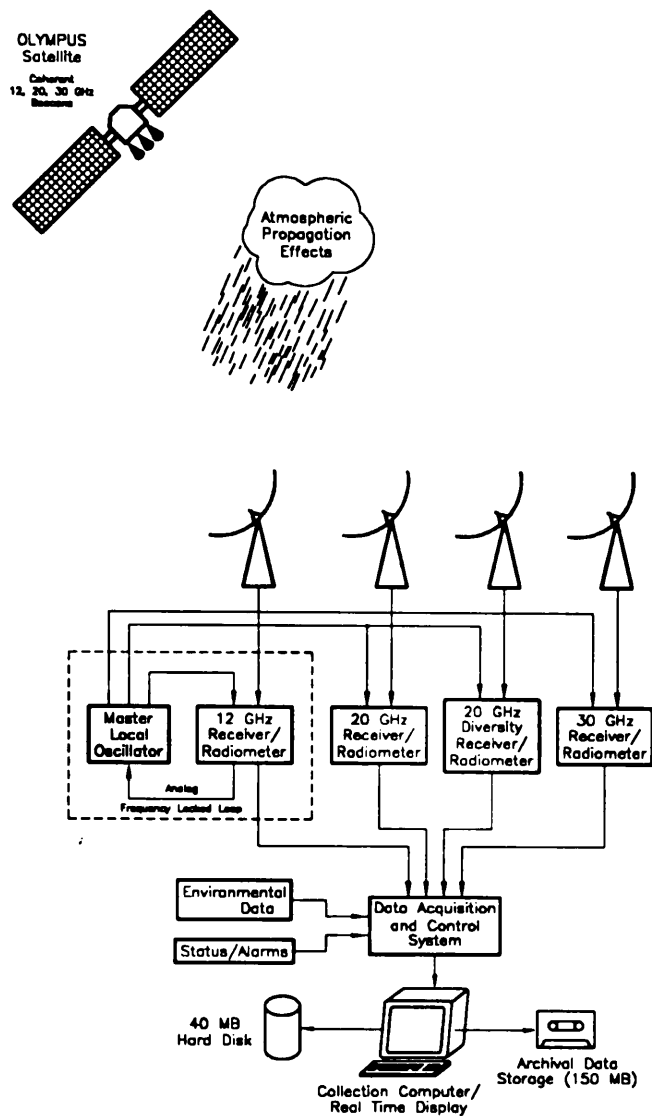 OLYMPUS
Satellite
Coherent
12, 20, 30 GHz
Beacons
Atmospheric
Propagation
Effects
Master
Local
Oscillator
12 GHz
Receiver/
Radiometer
20 GHz
Receiver/
Radiometer
20 GHz
Diversity
Receiver/
Radiometer
30 GHz
Receiver/
Radiometer
Analog
Frequency Locked Loop
Environmental
Data
Status/Alarms
Data Acquisition
and Control
System
40 MB
Hard Disk
Collection Computer/
Real Time Display
Archival Data
Storage (150 MB)